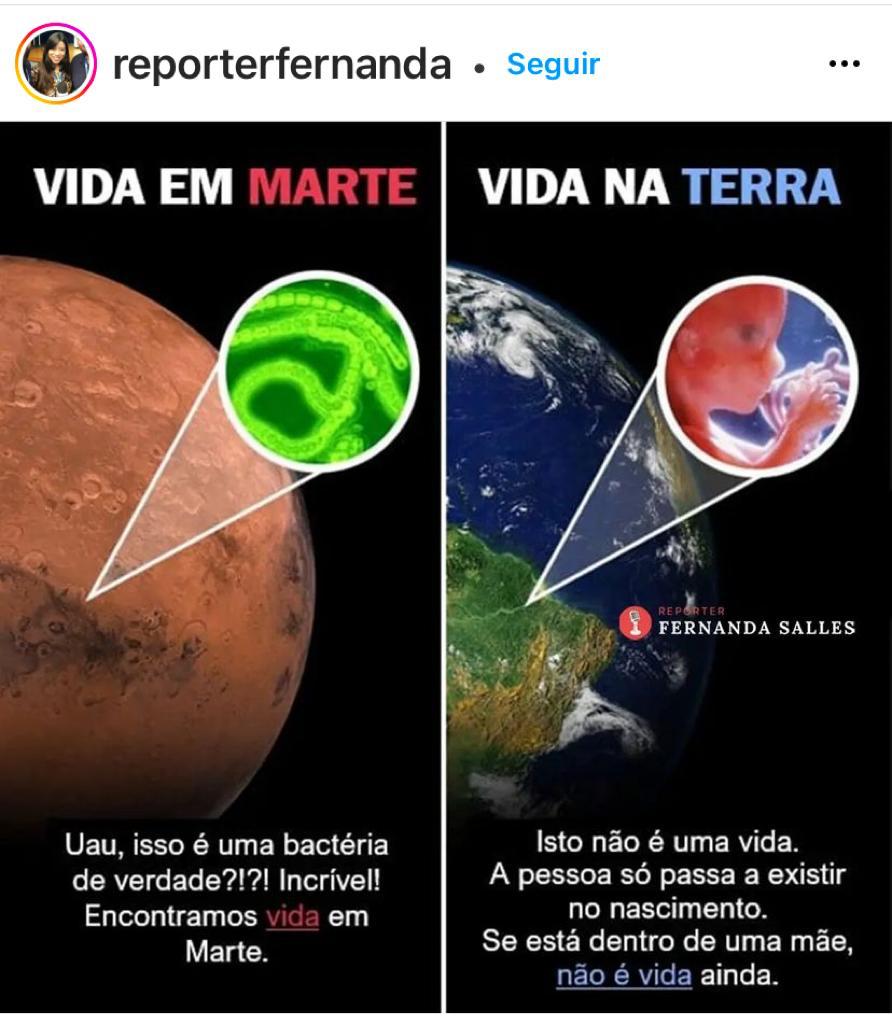 reporterfernanda • Seguir
VIDA EM MARTE
Uau, isso é uma bactéria
de verdade?!?! Incrível!
Encontramos vida em
Marte.
VIDA NA TERRA
REPÓRTER
FERNANDA SALLES
Isto não é uma vida.
A pessoa só passa a existir
no nascimento.
Se está dentro de uma mãe,
não é vida ainda.